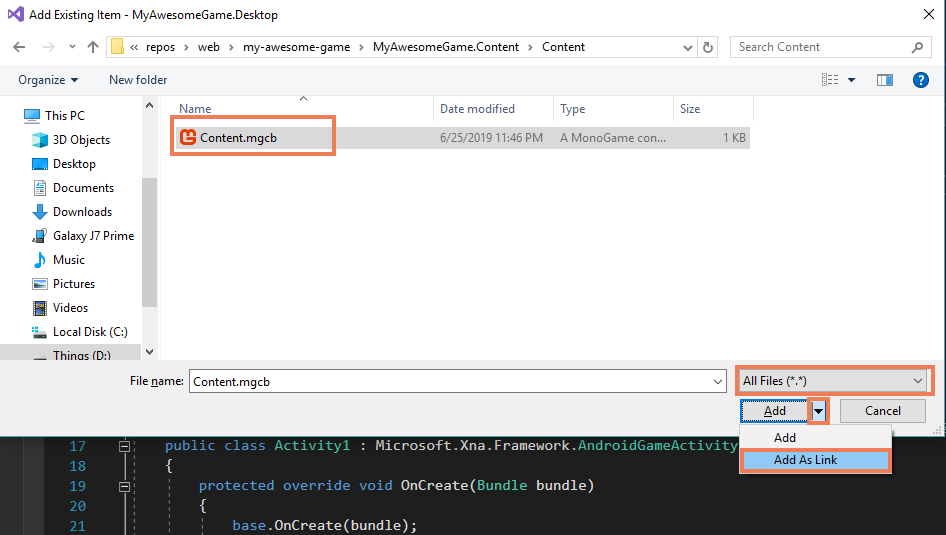 Add Existing Item - MyAwesomeGame.Desktop
« repos › web › my-awesome-game › MyAwesomeGame.Content › Content
Search Content
Organize New folder
Name Date modified Type Size
Content.mgcb 6/25/2019 11:46 PM A MonoGame con... 1 KB
This PC
3D Objects
Desktop
Documents
Downloads
Galaxy J7 Prime
Music
Pictures
Videos
Local Disk (C:)
Things (D:)
File name: Content.mgcb All Files (*.*)
Add Cancel
Add
Add As Link
17 public class Activity1 : Microsoft.Xna.Framework.AndroidGameActivity
18 {
19 protected override void OnCreate(Bundle bundle)
20 {
21 base.OnCreate(bundle);